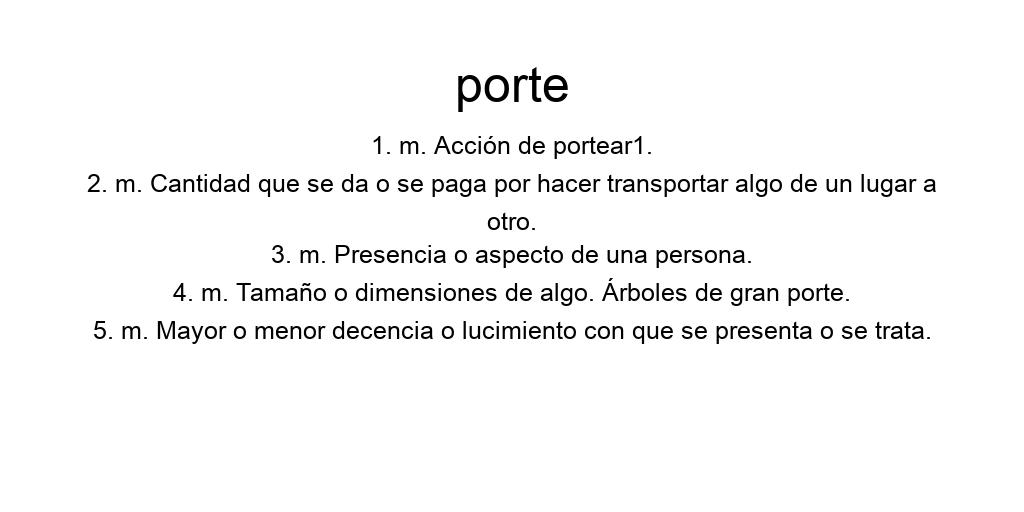 porte
1. m. Acción de portear1.
2. m. Cantidad que se da o se paga por hacer transportar algo de un lugar a
otro.
3. m. Presencia o aspecto de una persona.
4. m. Tamaño o dimensiones de algo. Árboles de gran porte.
5. m. Mayor o menor decencia o lucimiento con que se presenta o se trata.